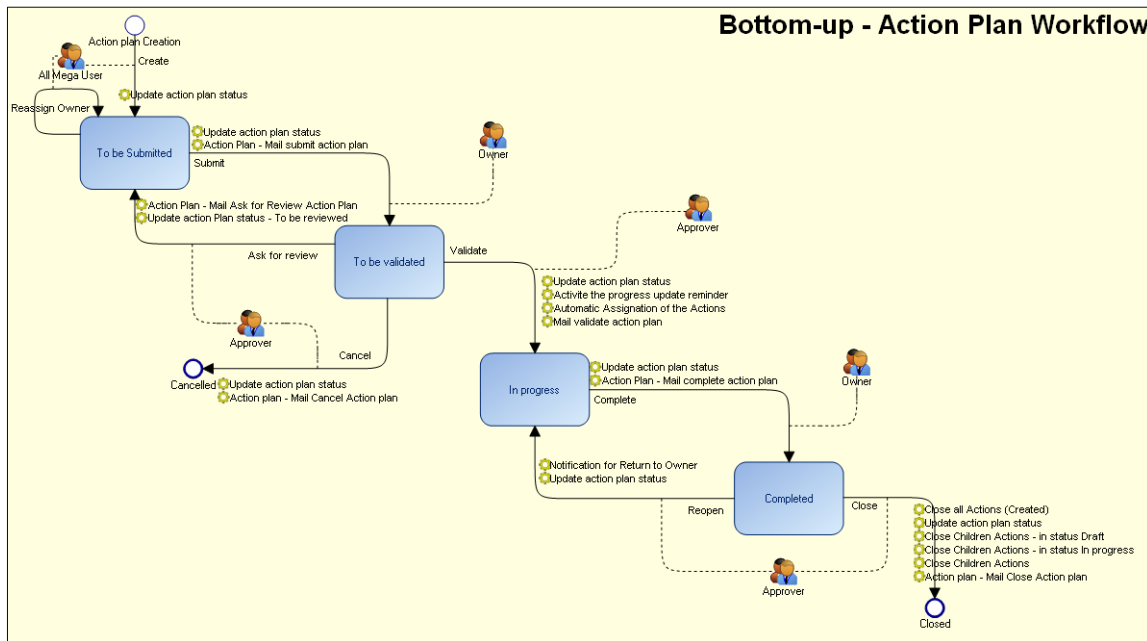 Bottom-up - Action Plan Workflow
Action plan Creation
Create
All Mega User
Update action plan status
Reassign Owner
To be Submitted
Update action plan status
Action Plan - Mail submit action plan
Submit
Owner
Action Plan - Mail Ask for Review Action Plan
Update action Plan status - To be reviewed
Approver
Ask for review
To be validated
Validate
Update action plan status
Activite the progress update reminder
Automatic Assignation of the Actions
Mail validate action plan
Approver
Cancel
Cancelled
Update action plan status
Action plan - Mail Cancel Action plan
In progress
Update action plan status
Action Plan - Mail complete action plan
Complete
Owner
Notification for Return to Owner
Update action plan status
Reopen
Completed
Close
Close all Actions (Created)
Update action plan status
Close Children Actions - in status Draft
Close Children Actions - in status In progress
Close Children Actions
Action plan - Mail Close Action plan
Approver
Closed